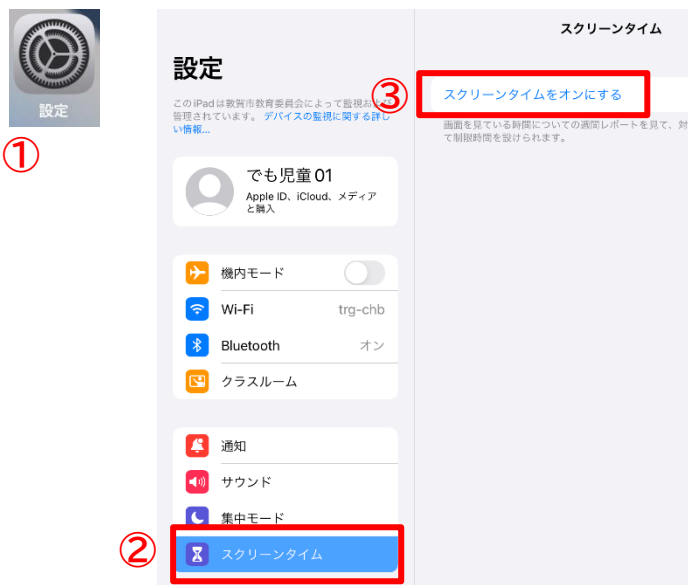 設定
①
設定
このiPadは敦賀市教育委員会によって監視および
管理されています。デバイスの監視に関する詳し
い情報...
でも児童01
Apple ID、iCloud、メディア
と購入
機内モード
Wi-Fi trg-chb
Bluetooth オン
クラスルーム
通知
サウンド
集中モード
②
スクリーンタイム
スクリーンタイム
③
スクリーンタイムをオンにする
画面を見ている時間についての週間レポートを見て、対
て制限時間を設けられます。